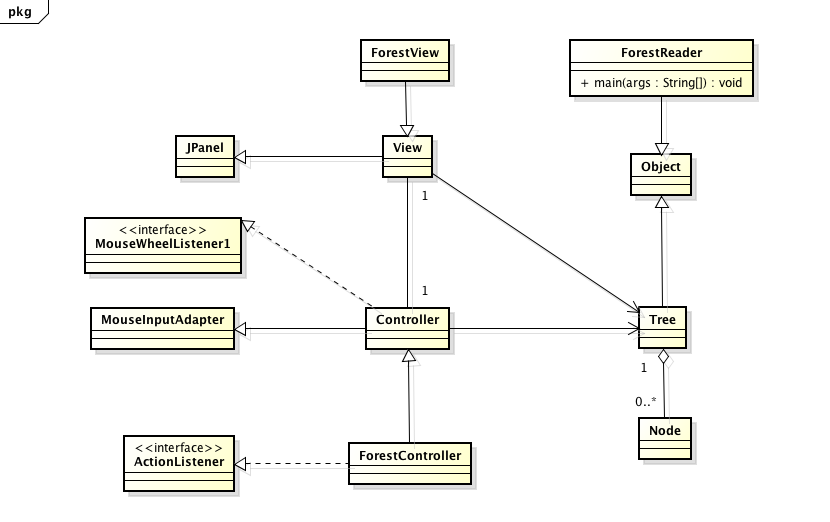 pkg
ForestView
ForestReader
+ main(args : String[]) : void
JPanel
View
Object
1
<<interface>>
MouseWheelListener1
1
MouseInputAdapter
Controller
Tree
1
0..*
Node
<<interface>>
ActionListener
ForestController